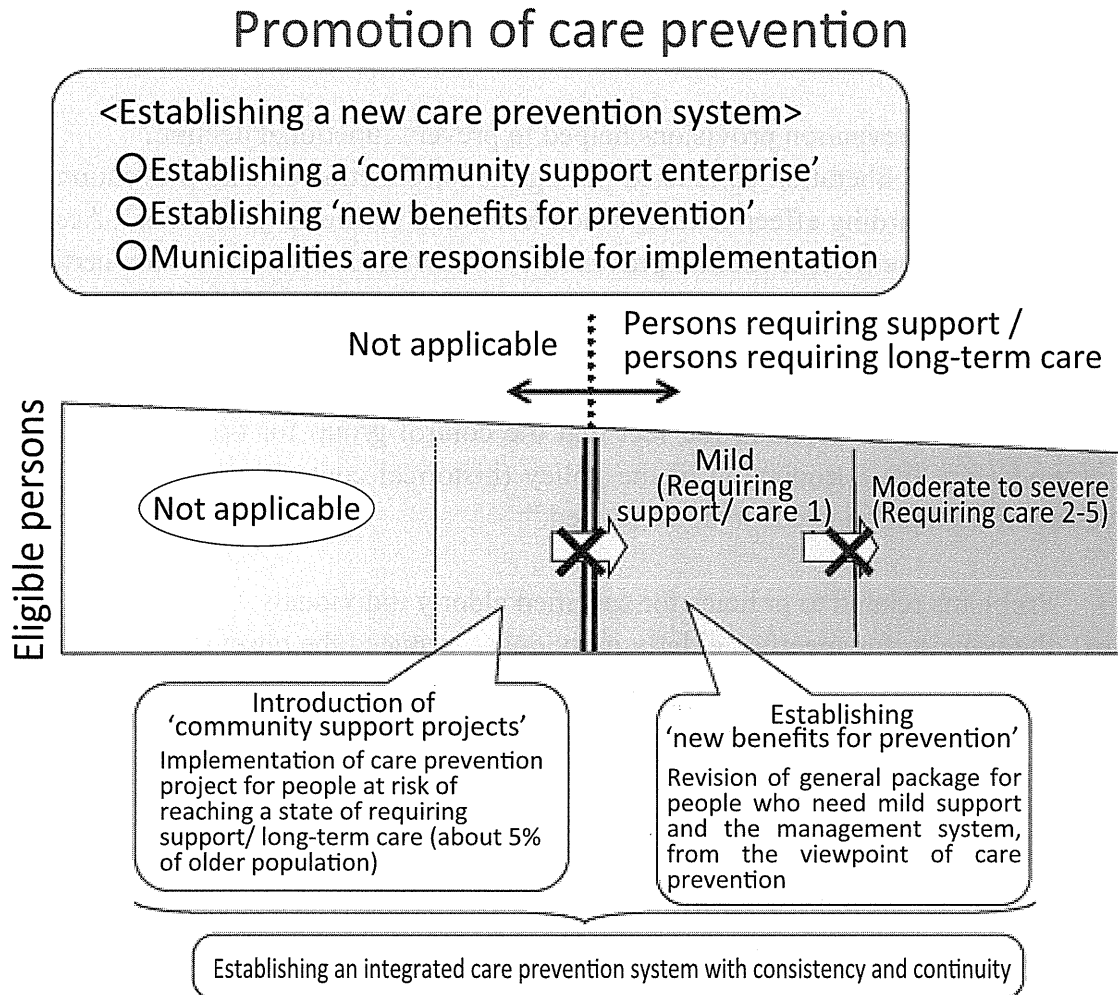 Promotion of care prevention
<Establishing a new care prevention system>
○Establishing a ‘community support enterprise’
○Establishing ‘new benefits for prevention’
○Municipalities are responsible for implementation
Not applicable
Persons requiring support /
persons requiring long-term care
Eligible persons
Not applicable
Mild
(Requiring
support/ care 1)
Moderate to severe
(Requiring care 2-5)
Introduction of
‘community support projects’
Implementation of care prevention
project for people at risk of
reaching a state of requiring
support/ long-term care (about 5%
of older population)
Establishing
‘new benefits for prevention’
Revision of general package for
people who need mild support
and the management system,
from the viewpoint of care
prevention
Establishing an integrated care prevention system with consistency and continuity